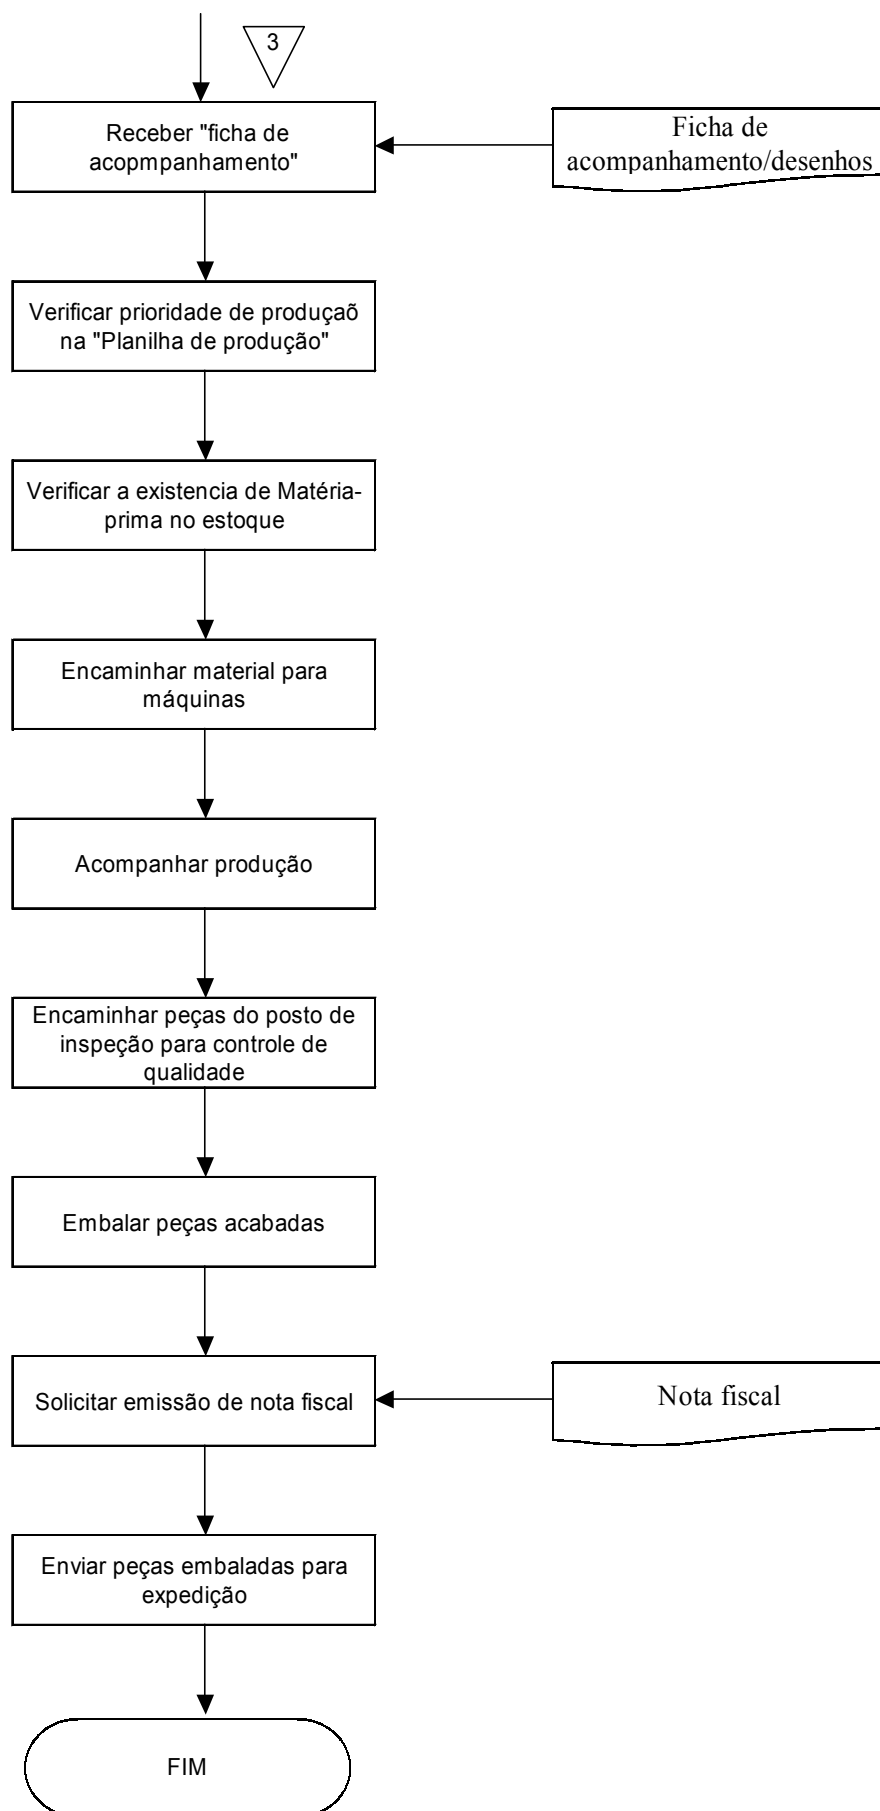 3
Receber "ficha de
acopmpanhamento"
Ficha de
acompanhamento/desenhos
Verificar prioridade de produçaõ
na "Planilha de produção"
Verificar a existencia de Matéria-
prima no estoque
Encaminhar material para
máquinas
Acompanhar produção
Encaminhar peças do posto de
inspeção para controle de
qualidade
Embalar peças acabadas
Solicitar emissão de nota fiscal
Nota fiscal
Enviar peças embaladas para
expedição
FIM